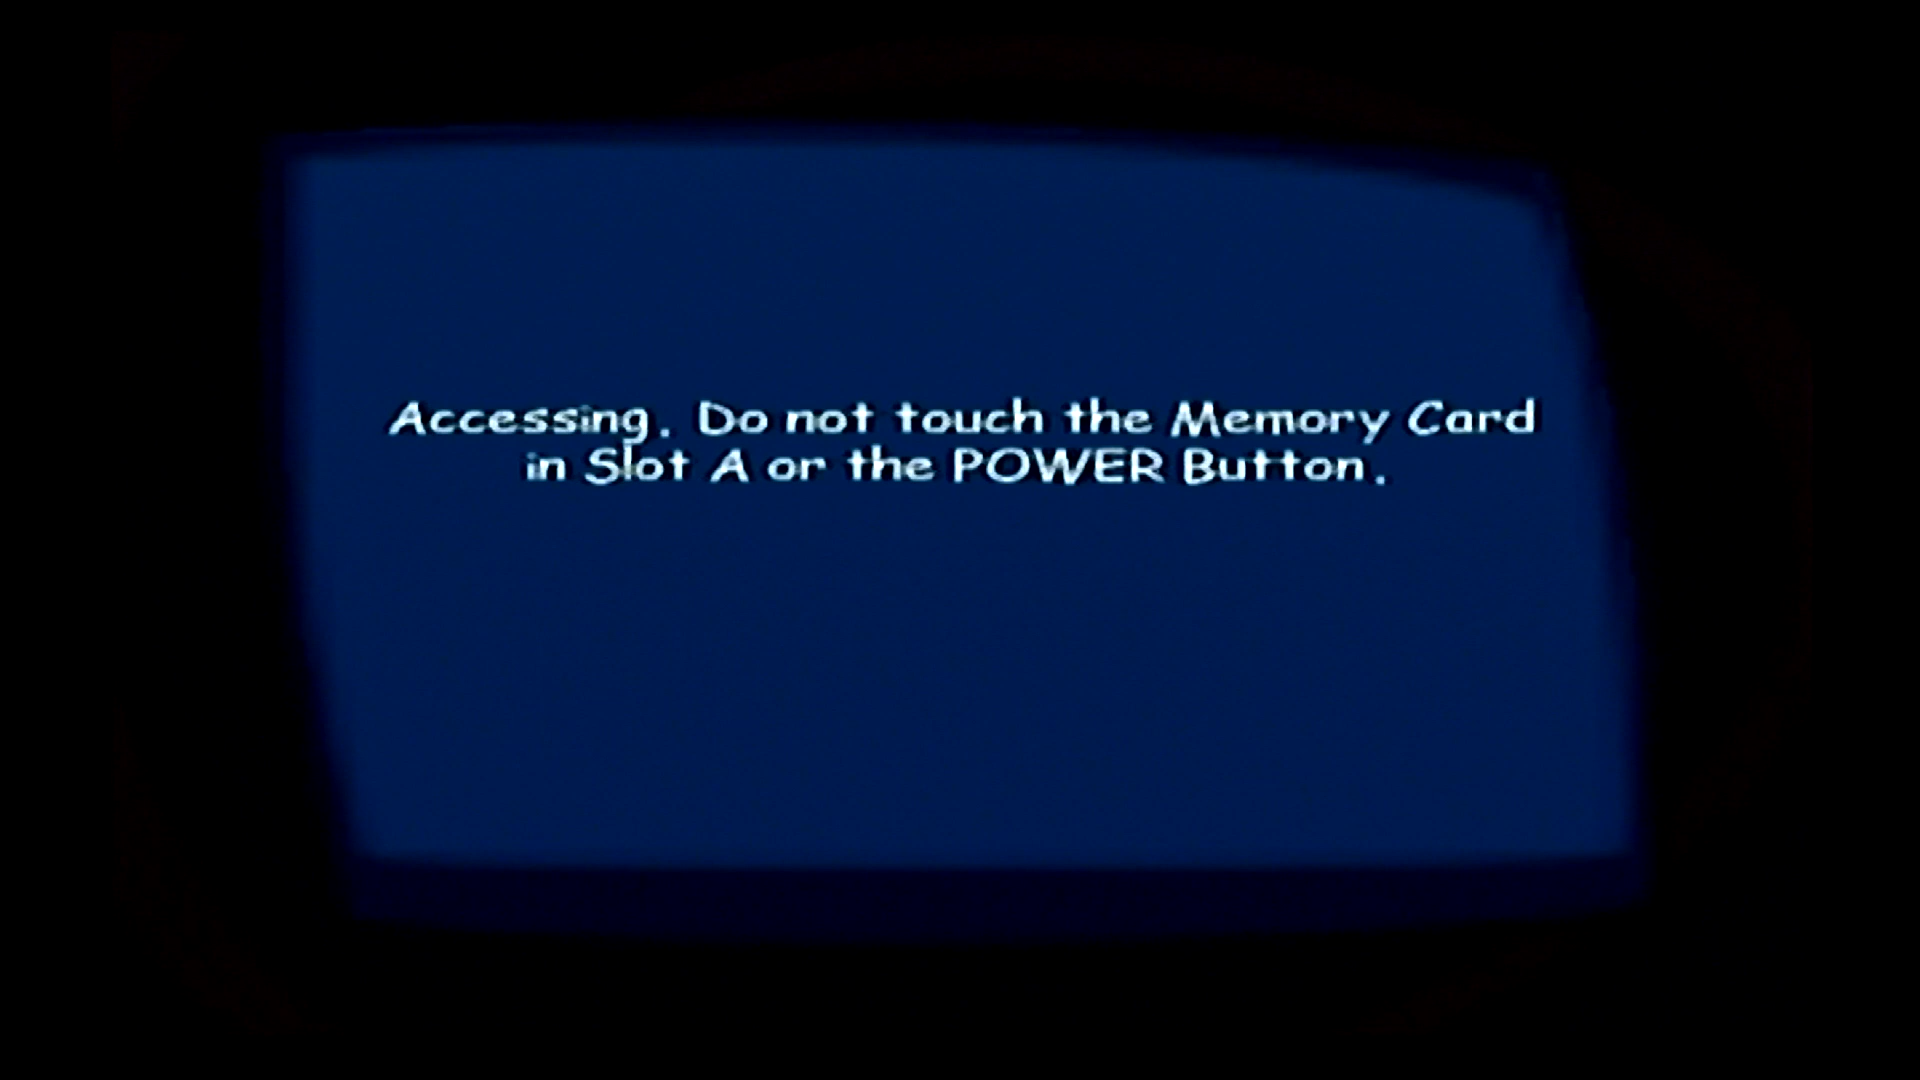 Accessing. Do not touch the Memory Card
in Slot A or the POWER Button.